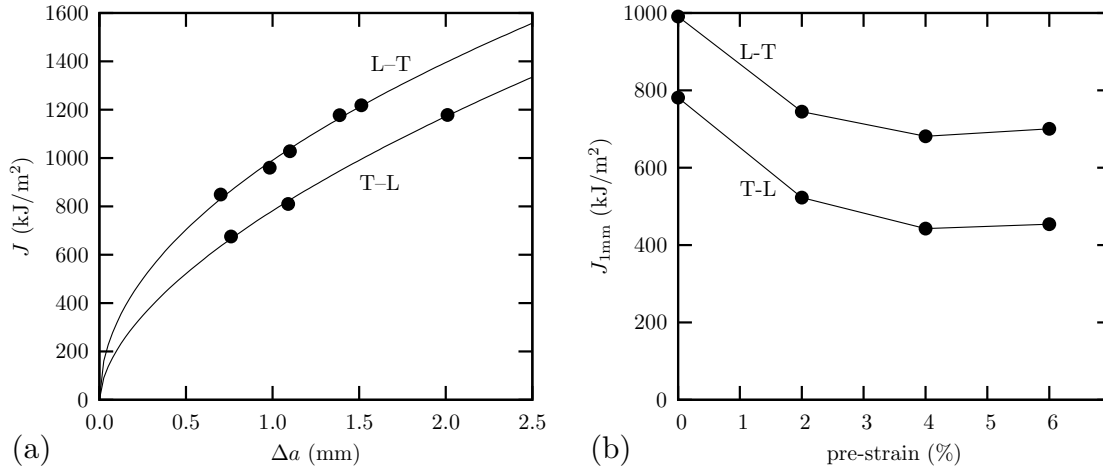 1600
1400
1200
1000
800
600
400
200
0
J (kJ/m²)
L–T
T–L
0.0 0.5 1.0 1.5 2.0 2.5
(a)
Δa (mm)
1000
800
600
400
200
0
J1mm (kJ/m²)
L-T
T-L
0 1 2 3 4 5 6
(b)
pre-strain (%)